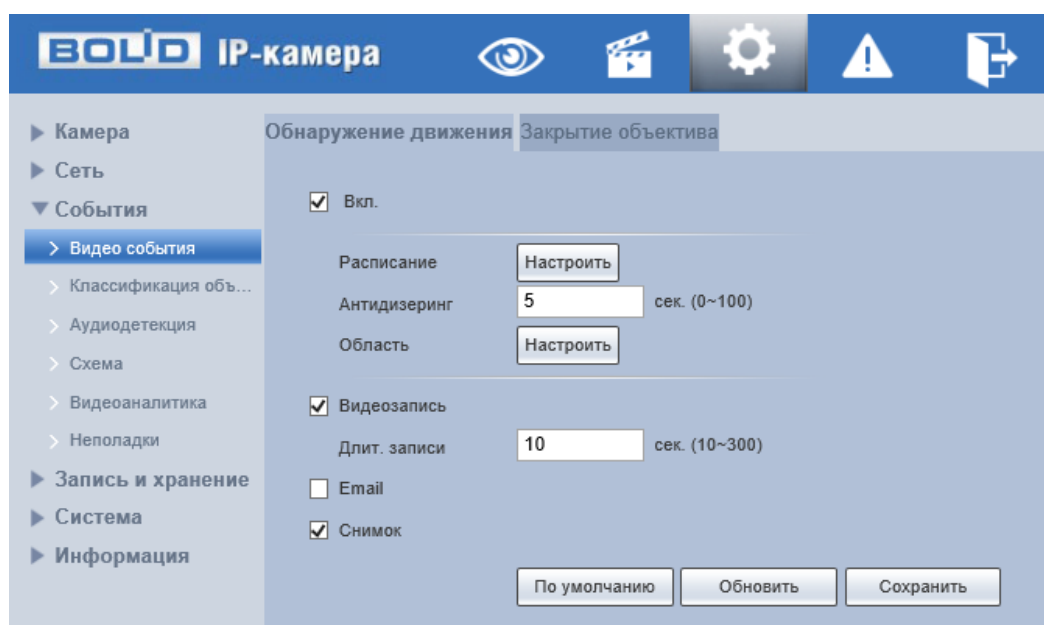 BOLID IP-камера
Камера
Сеть
События
Видео события
Классификация объ...
Аудиодетекция
Схема
Видеоаналитика
Неполадки
Запись и хранение
Система
Информация
Обнаружение движения Закрытие объектива
Вкл.
Расписание Настроить
Антидизеринг 5 сек. (0~100)
Область Настроить
Видеозапись
Длит. записи 10 сек. (10~300)
Email
Снимок
По умолчанию Обновить Сохранить